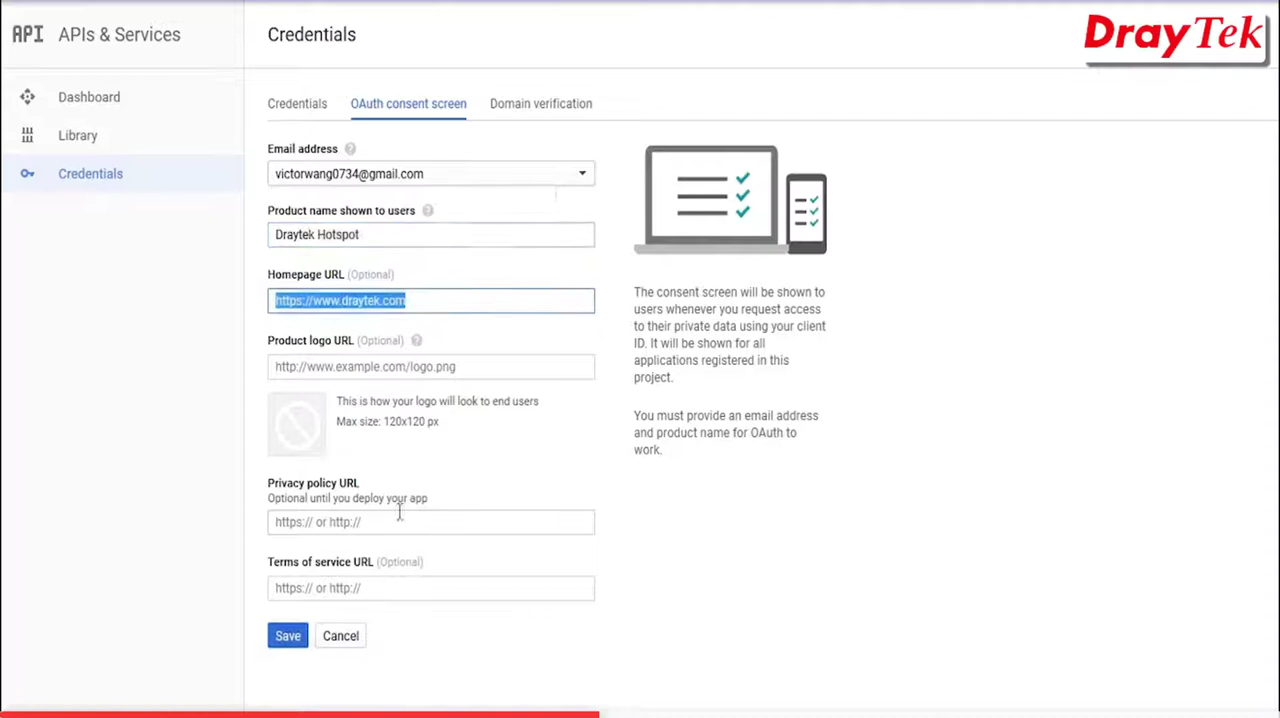 API APIs & Services
Credentials
DrayTek
Dashboard
Library
Credentials
Credentials
OAuth consent screen
Domain verification
Email address
victorwang0734@gmail.com
Product name shown to users
Draytek Hotspot
Homepage URL (Optional)
https://www.draytek.com
Product logo URL (Optional)
http://www.example.com/logo.png
This is how your logo will look to end users
Max size: 120x120 px
Privacy policy URL
Optional until you deploy your app
https:// or http://
Terms of service URL (Optional)
https:// or http://
Save
Cancel
The consent screen will be shown to
users whenever you request access
to their private data using your client
ID. It will be shown for all
applications registered in this
project.
You must provide an email address
and product name for OAuth to
work.